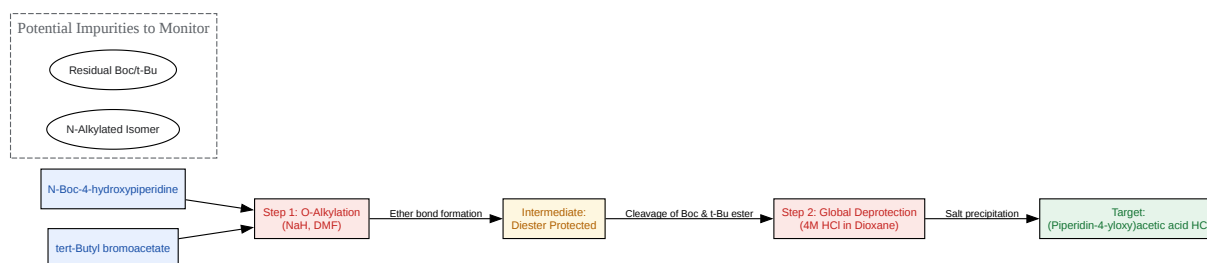 Potential Impurities to Monitor
Residual Boc/t-Bu
N-Alkylated Isomer
N-Boc-4-hydroxypiperidine
tert-Butyl bromoacetate
Step 1: O-Alkylation
(NaH, DMF)
Ether bond formation
Intermediate:
Diester Protected
Cleavage of Boc & t-Bu ester
Step 2: Global Deprotection
(4M HCl in Dioxane)
Salt precipitation
Target:
(Piperidin-4-yloxy)acetic acid HC